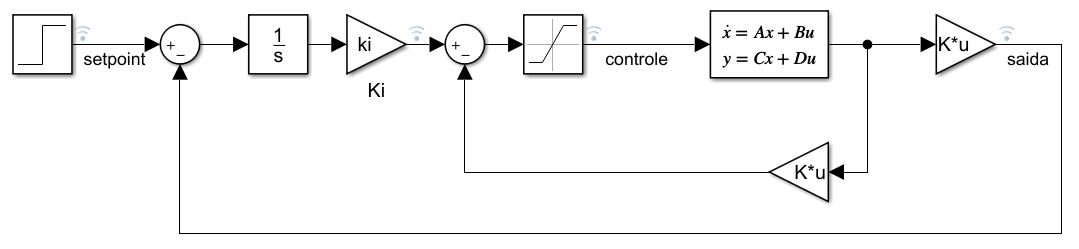 setpoint
+
−
1
s
ki
Ki
+
−
controle
ẋ = Ax + Bu
y = Cx + Du
K*u
saida
K*u